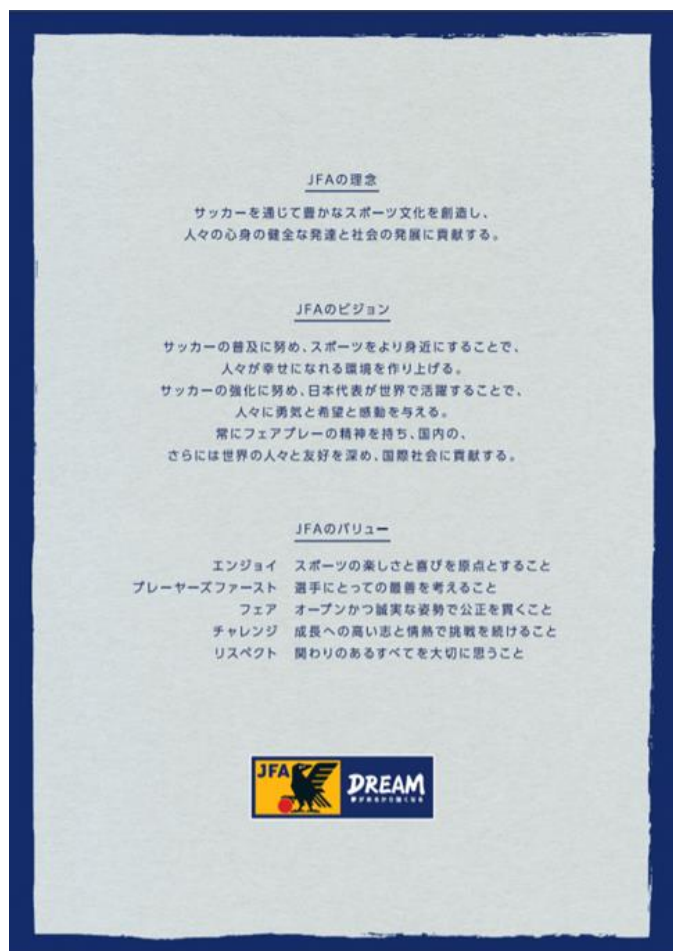 JFAの理念
サッカーを通じて豊かなスポーツ文化を創造し、
人々の心身の健全な発達と社会の発展に貢献する。
JFAのビジョン
サッカーの普及に努め、スポーツをより身近にすることで、
人々が幸せになれる環境を作り上げる。
サッカーの強化に努め、日本代表が世界で活躍することで、
人々に勇気と希望と感動を与える。
常にフェアプレーの精神を持ち、国内の、
さらには世界の人々と友好を深め、国際社会に貢献する。
JFAのバリュー
エンジョイ スポーツの楽しさと喜びを原点とすること
プレーヤーズファースト 選手にとっての最善を考えること
フェア オープンかつ誠実な姿勢で公正を貫くこと
チャレンジ 成長への高い志と情熱で挑戦を続けること
リスペクト 関わりのあるすべてを大切に思うこと
JFA
DREAM
夢があるから強くなる